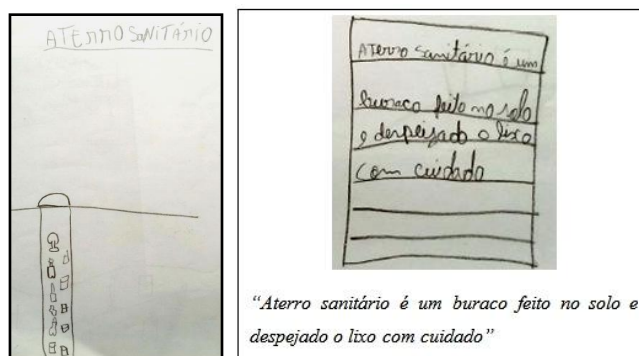 ATERRO SANITÁRIO
Aterro Sanitário é um
buraco feito no solo
e despeijado o lixo
com cuidado
“Aterro sanitário é um buraco feito no solo e
despejado o lixo com cuidado”